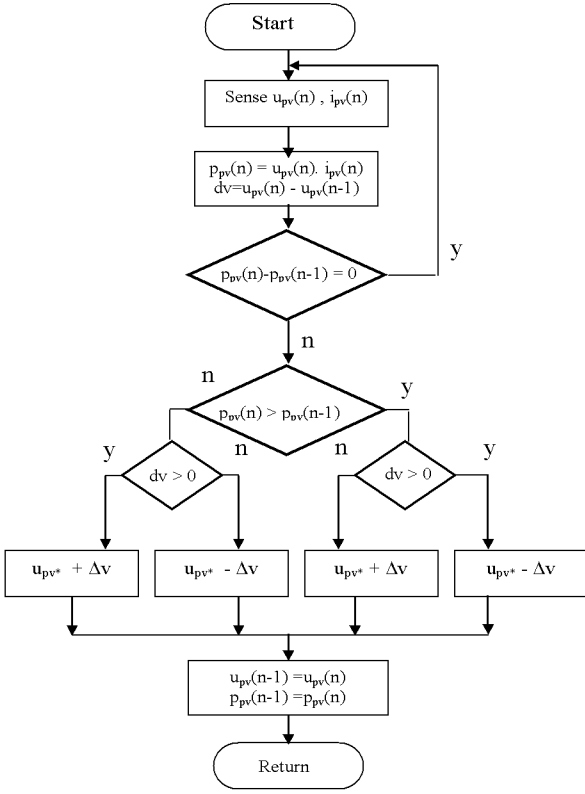 Start
Sense upv(n) , ipv(n)
ppv(n) = upv(n). ipv(n)
dv=upv(n) - upv(n-1)
ppv(n)-ppv(n-1) = 0
y
n
n
y
ppv(n) > ppv(n-1)
y
n
n
y
dv > 0
dv > 0
upv* + Δv
upv* - Δv
upv* + Δv
upv* - Δv
upv(n-1) =upv(n)
ppv(n-1) =ppv(n)
Return